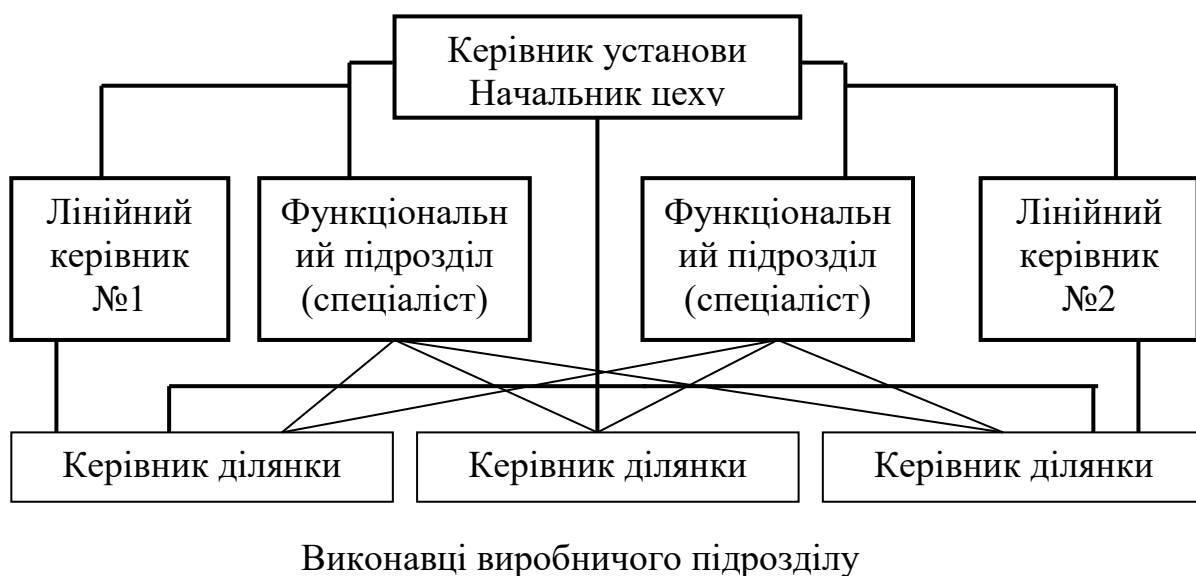 Керівник установи
Начальник цеху
Лінійний
керівник
№1
Функціональн
ий підрозділ
(спеціаліст)
Функціональн
ий підрозділ
(спеціаліст)
Лінійний
керівник
№2
Керівник ділянки
Керівник ділянки
Керівник ділянки
Виконавці виробничого підрозділу